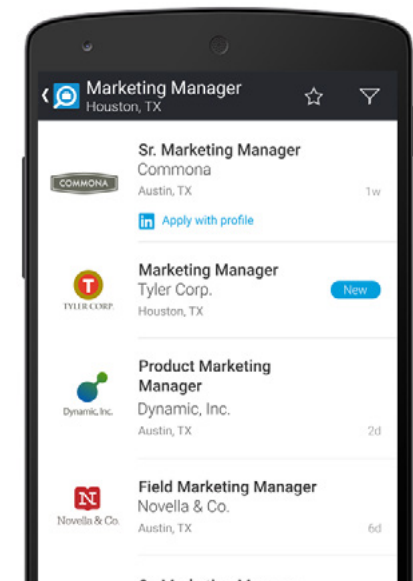 Marketing Manager
Houston, TX
Sr. Marketing Manager
COMMONA
Commona
Austin, TX
1w
in Apply with profile
Marketing Manager
T
TYLER CORP.
Tyler Corp.
New
Houston, TX
Product Marketing
Manager
Dynamic, Inc.
Dynamic, Inc.
Austin, TX
2d
Field Marketing Manager
N
Novella & Co.
Novella & Co.
Austin, TX
6d